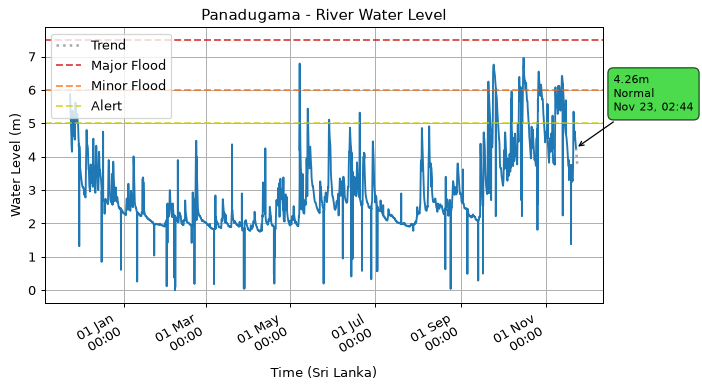 Panadugama - River Water Level
Trend
Major Flood
Minor Flood
Alert
4.26m
Normal
Nov 23, 02:44
Water Level (m)
7
6
5
4
3
2
1
0
01 Jan
00:00
01 Mar
00:00
01 May
00:00
01 Jul
00:00
01 Sep
00:00
01 Nov
00:00
Time (Sri Lanka)